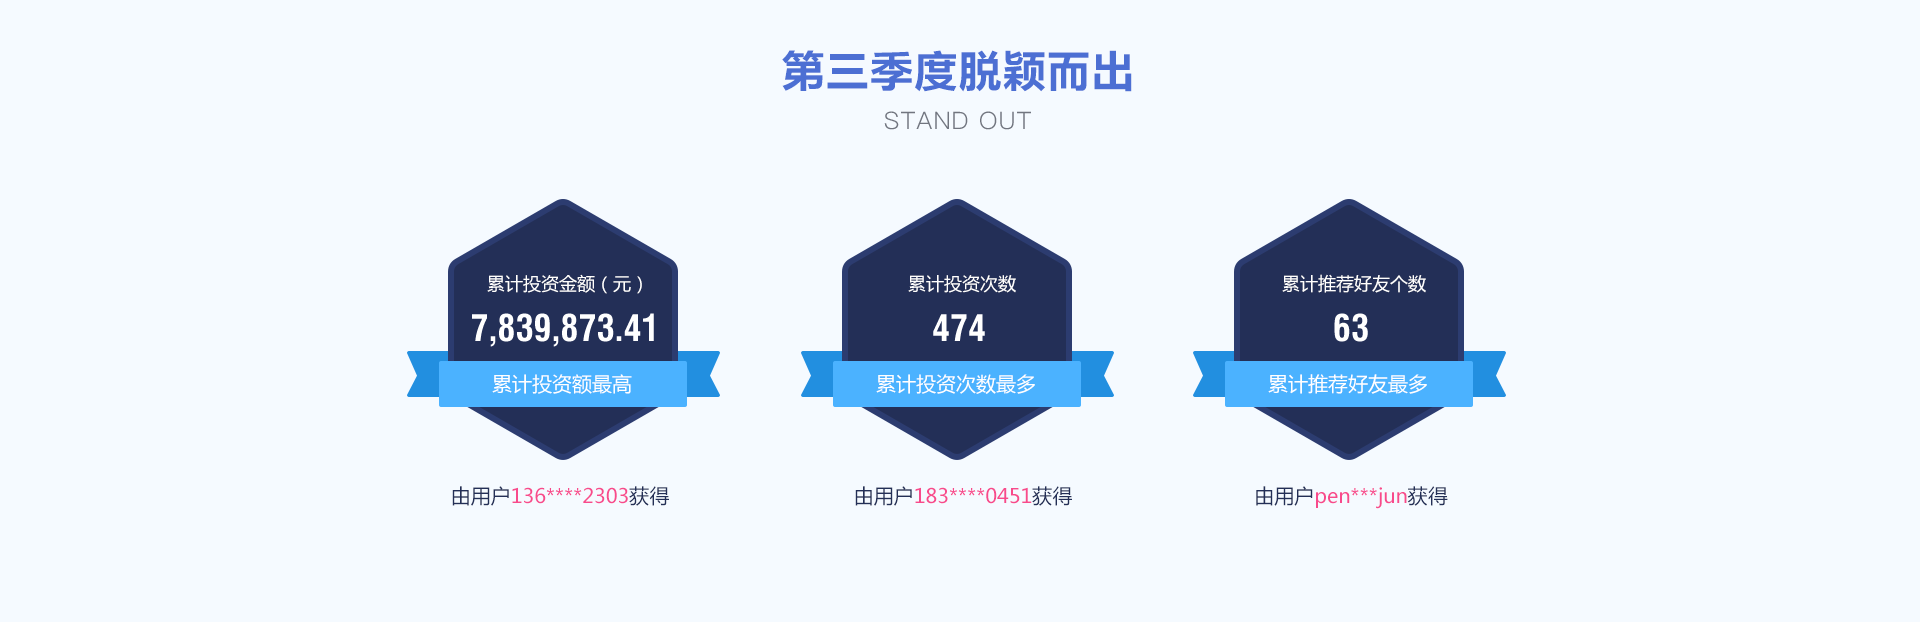 第三季度脱颖而出
STAND OUT
累计投资金额（元）
7,839,873.41
累计投资额最高
由用户136****2303获得
累计投资次数
474
累计投资次数最多
由用户183****0451获得
累计推荐好友个数
63
累计推荐好友最多
由用户pen***jun获得